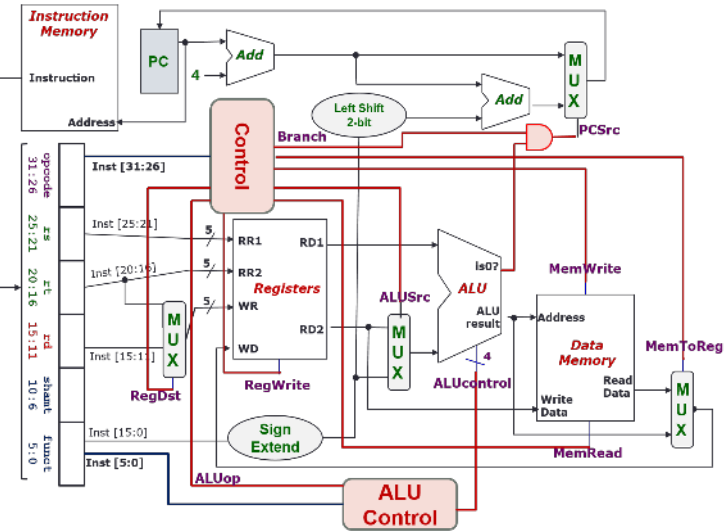 Instruction
Memory
Instruction
Address
PC
4
Add
Add
Left Shift
2-bit
M
U
X
PCSrc
Control
Branch
opcode
31:26
rs
25:21
rt
20:16
rd
15:11
shamt
10:6
funct
5:0
Inst [31:26]
Inst [25:21]
Inst [20:16]
Inst [15:11]
Inst [15:0]
Inst [5:0]
5
5
5
M
U
X
RegDst
RR1
RR2
WR
WD
Registers
RD1
RD2
RegWrite
Sign
Extend
ALUSrc
M
U
X
ALU
is0?
ALU
result
4
ALUcontrol
ALUop
ALU
Control
MemWrite
Address
Data
Memory
Read
Data
Write
Data
MemRead
MemToReg
M
U
X